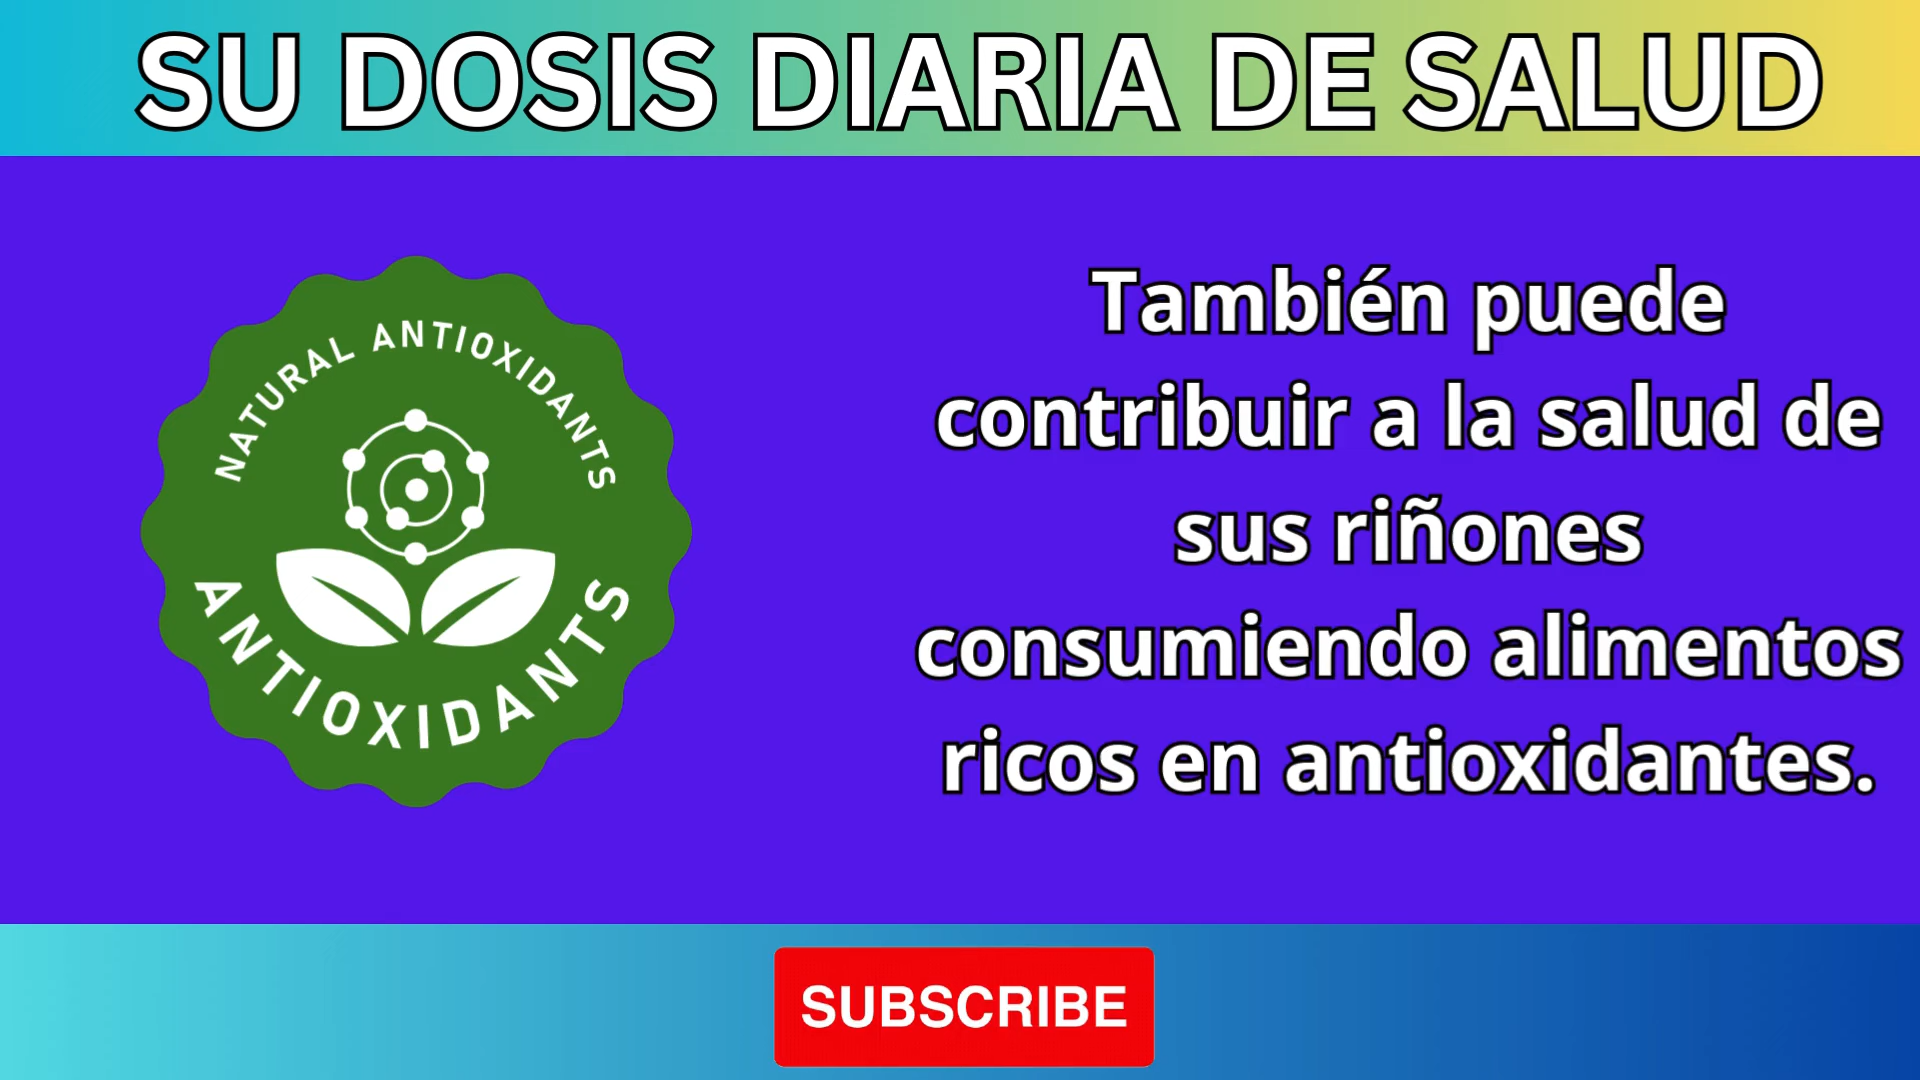 SU DOSIS DIARIA DE SALUD
NATURAL ANTIOXIDANTS
ANTIOXIDANTS
También puede
contribuir a la salud de
sus riñones
consumiendo alimentos
ricos en antioxidantes.
SUBSCRIBE